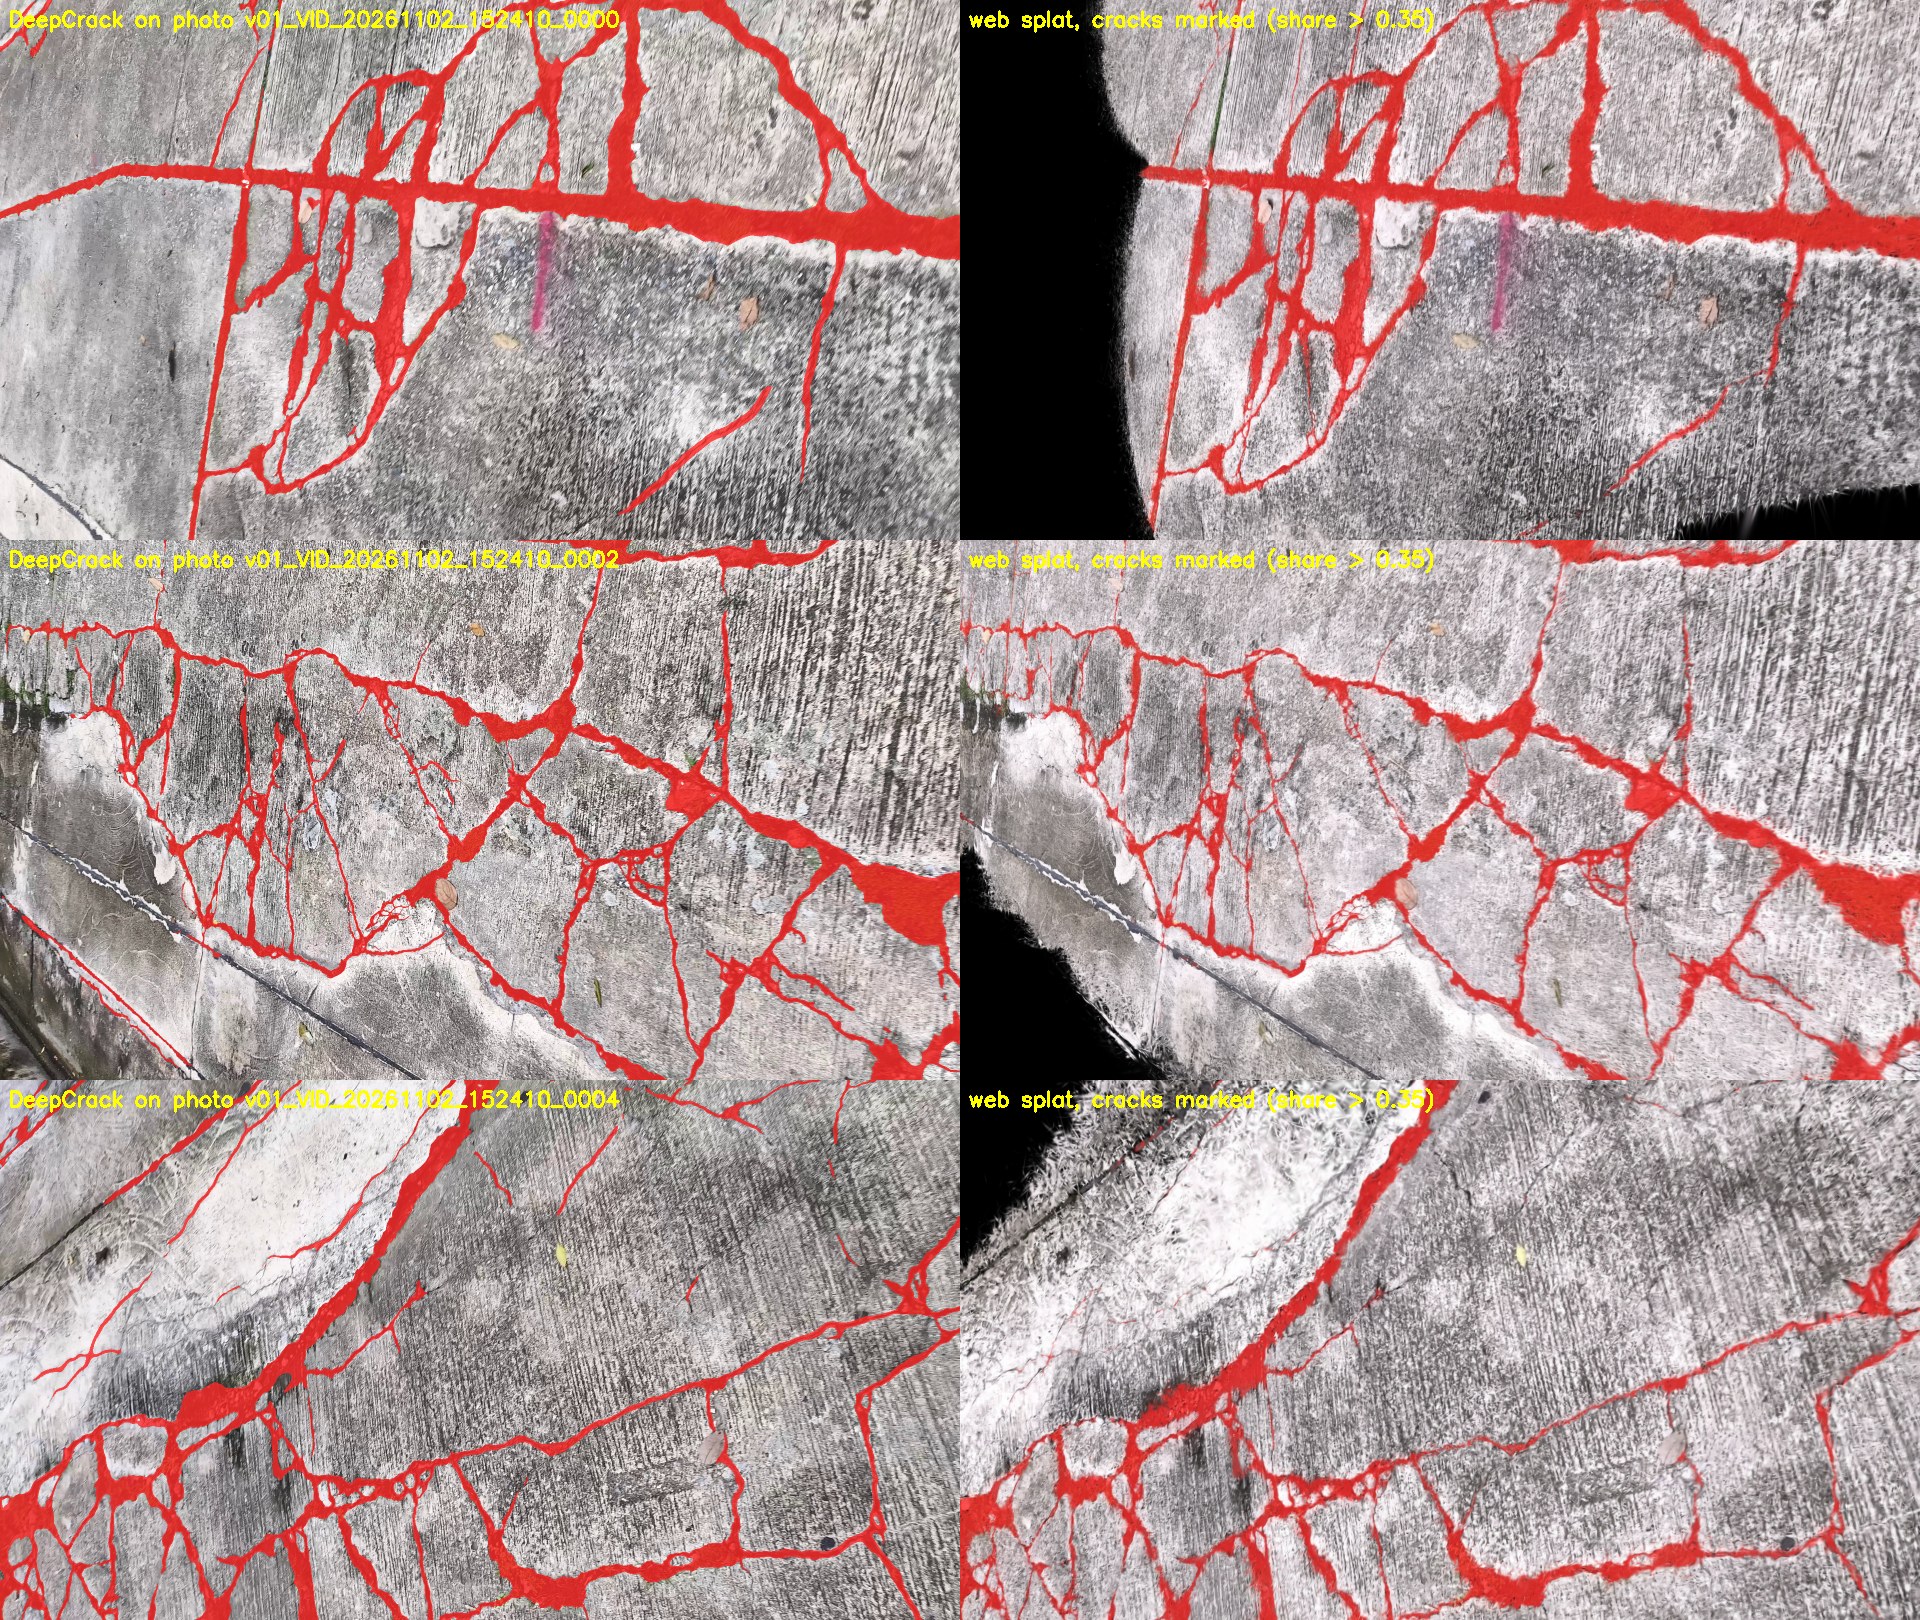 DeepCrack on photo v01_VID_20261102_152410_0000
web splat, cracks marked (share > 0.35)
DeepCrack on photo v01_VID_20261102_152410_0002
web splat, cracks marked (share > 0.35)
DeepCrack on photo v01_VID_20261102_152410_0004
web splat, cracks marked (share > 0.35)